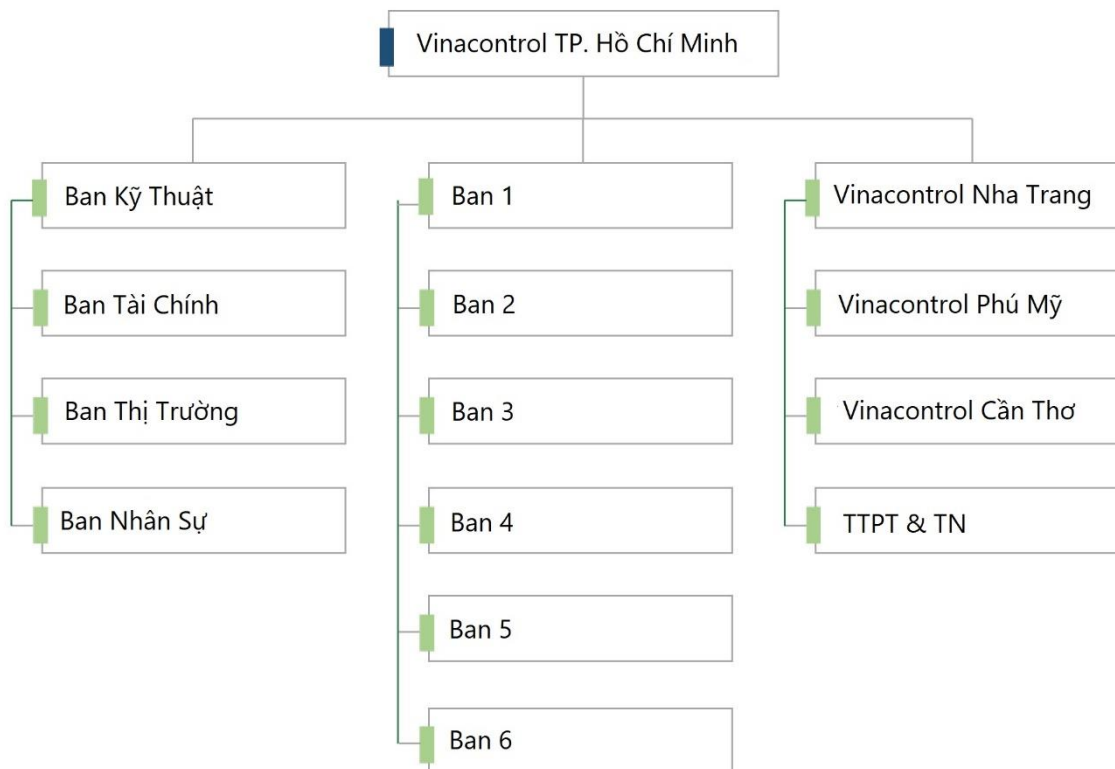 Vinacontrol TP. Hồ Chí Minh
Ban Kỹ Thuật
Ban Tài Chính
Ban Thị Trường
Ban Nhân Sự
Ban 1
Ban 2
Ban 3
Ban 4
Ban 5
Ban 6
Vinacontrol Nha Trang
Vinacontrol Phú Mỹ
Vinacontrol Cần Thơ
TTPT & TN